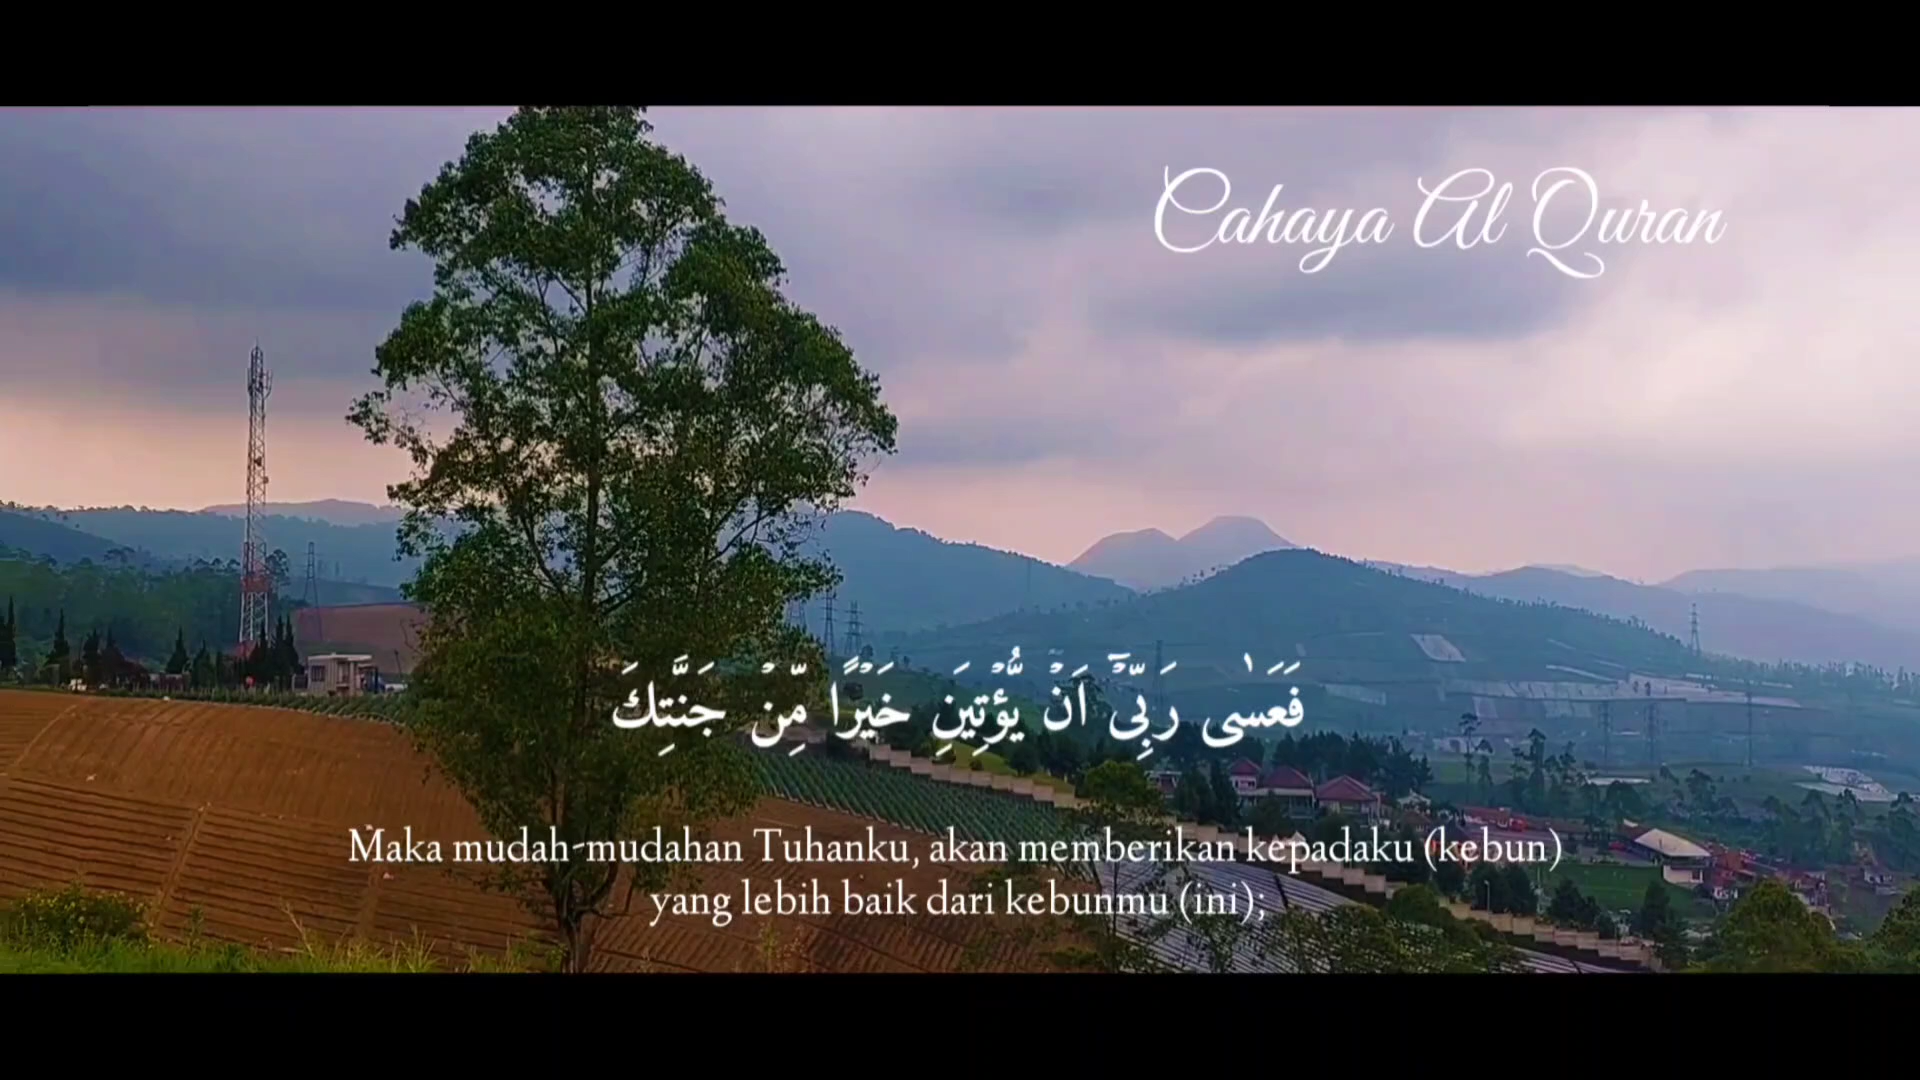 Cahaya Al Quran
فَعَسٰى رَبِّيْٓ اَنْ يُّؤْتِيَنِ خَيْرًا مِّنْ جَنَّتِكَ
Maka mudah-mudahan Tuhanku, akan memberikan kepadaku (kebun)
yang lebih baik dari kebunmu (ini);